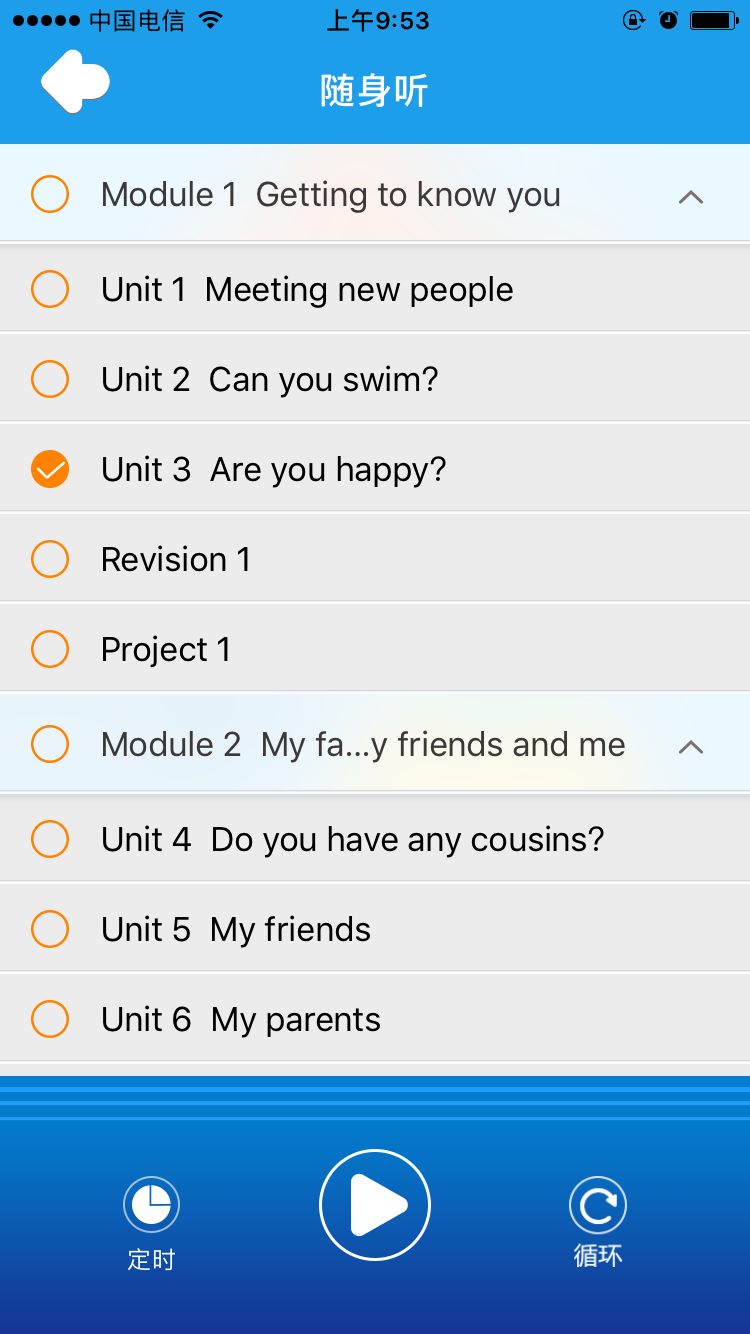 中国电信 上午9:53
随身听
Module 1 Getting to know you
Unit 1 Meeting new people
Unit 2 Can you swim?
Unit 3 Are you happy?
Revision 1
Project 1
Module 2 My fa...y friends and me
Unit 4 Do you have any cousins?
Unit 5 My friends
Unit 6 My parents
定时 循环